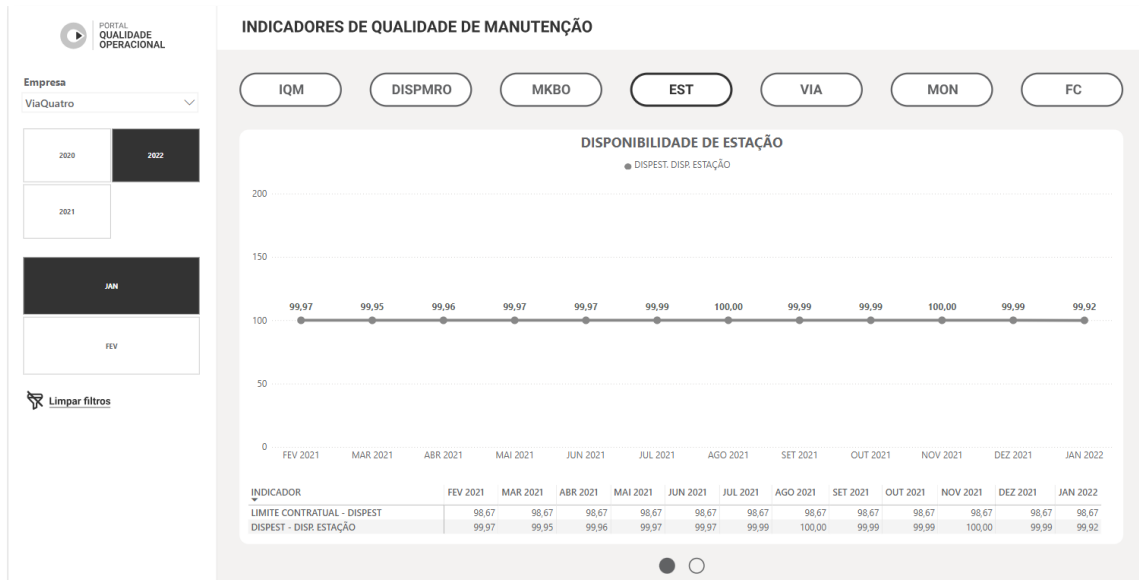 PORTAL
QUALIDADE
OPERACIONAL
INDICADORES DE QUALIDADE DE MANUTENÇÃO
Empresa
ViaQuatro
2020
2022
2021
JAN
FEV
Limpar filtros
IQM DISPMRO MKBO EST VIA MON FC
DISPONIBILIDADE DE ESTAÇÃO
DISPEST. DISP. ESTAÇÃO
200
150
99,97 99,95 99,96 99,97 99,97 99,99 100,00 99,99 99,99 100,00 99,99 99,92
100
50
0
FEV 2021 MAR 2021 ABR 2021 MAI 2021 JUN 2021 JUL 2021 AGO 2021 SET 2021 OUT 2021 NOV 2021 DEZ 2021 JAN 2022
INDICADOR FEV 2021 MAR 2021 ABR 2021 MAI 2021 JUN 2021 JUL 2021 AGO 2021 SET 2021 OUT 2021 NOV 2021 DEZ 2021 JAN 2022
LIMITE CONTRATUAL - DISPEST 98,67 98,67 98,67 98,67 98,67 98,67 98,67 98,67 98,67 98,67 98,67 98,67
DISPEST - DISP. ESTAÇÃO 99,97 99,95 99,96 99,97 99,97 99,99 100,00 99,99 99,99 100,00 99,99 99,92